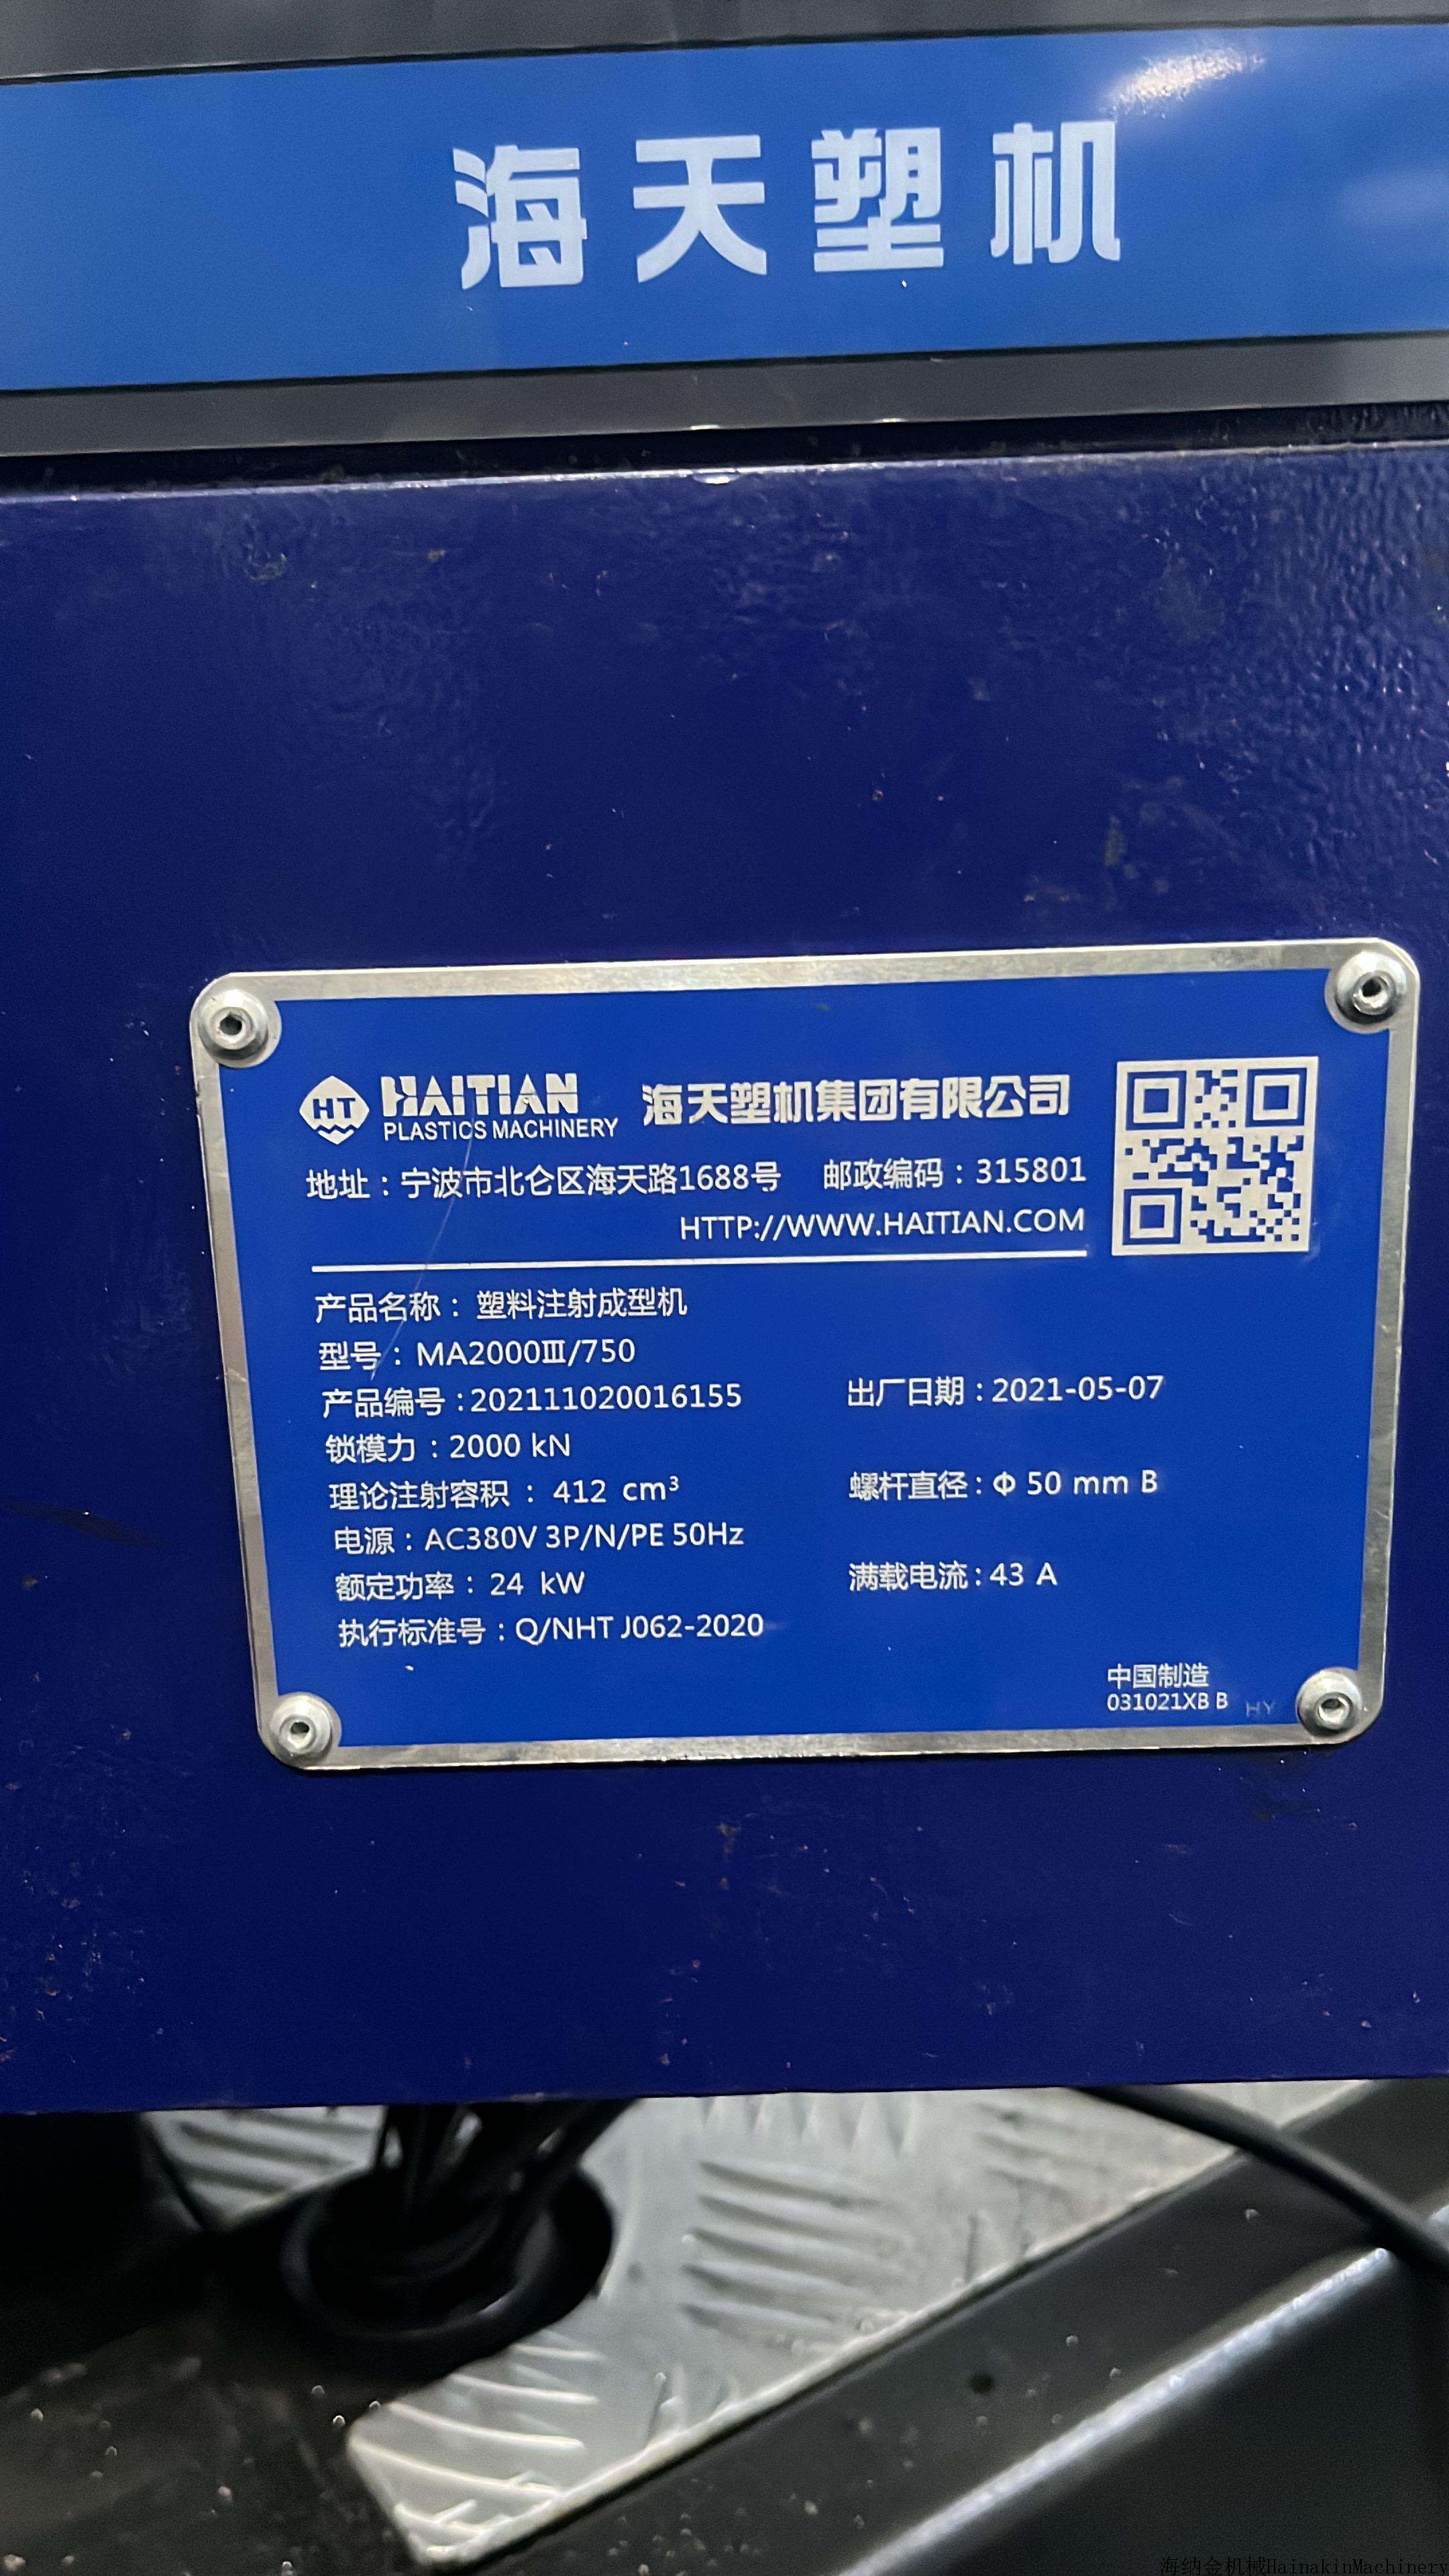 海天塑机
HT HAITIAN 海天塑机集团有限公司
PLASTICS MACHINERY
地址：宁波市北仑区海天路1688号 邮政编码：315801
HTTP://WWW.HAITIAN.COM
产品名称：塑料注射成型机
型号：MA2000Ⅲ/750
产品编号：202111020016155 出厂日期：2021-05-07
锁模力：2000 kN
理论注射容积：412 cm³ 螺杆直径：Φ 50 mm B
电源：AC380V 3P/N/PE 50Hz
额定功率：24 kW 满载电流：43 A
执行标准号：Q/NHT J062-2020
中国制造
031021XB B HY
海纳金机械HainakinMachinery